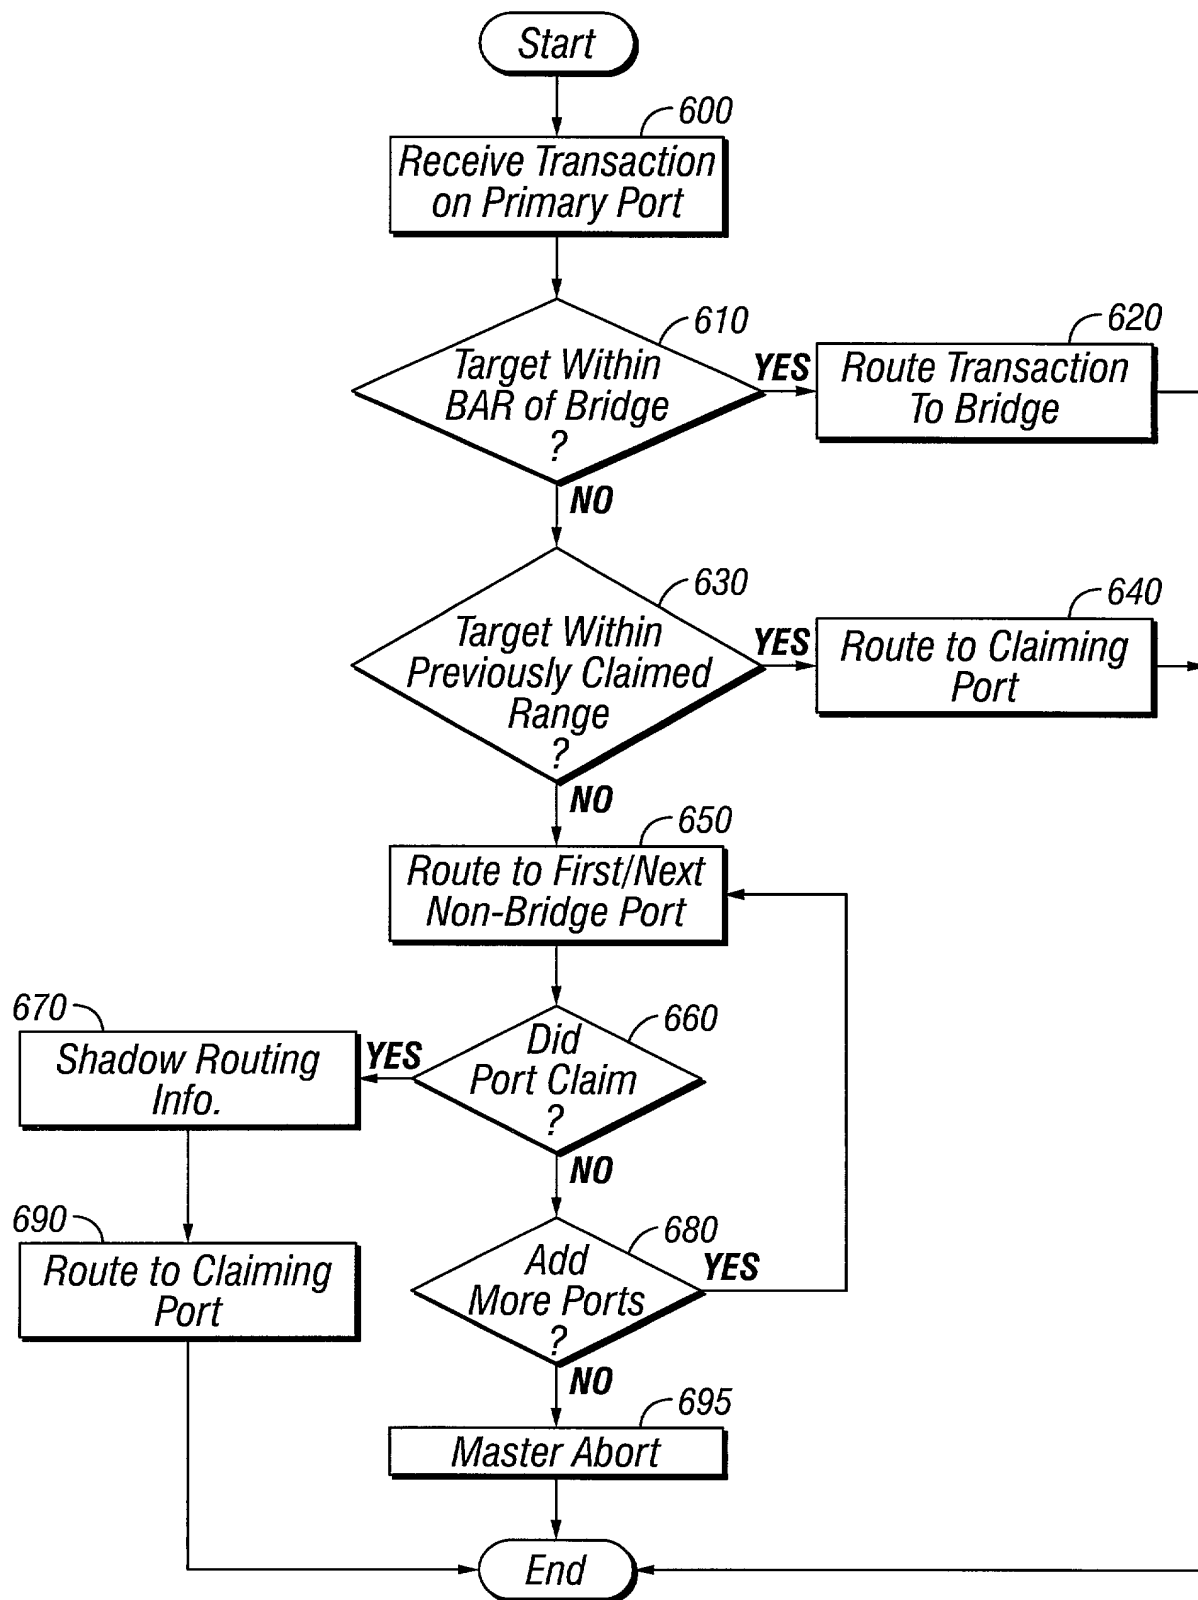 Start
600
Receive Transaction
on Primary Port
610
Target Within
BAR of Bridge
?
YES
620
Route Transaction
To Bridge
NO
630
Target Within
Previously Claimed
Range
?
YES
640
Route to Claiming
Port
NO
650
Route to First/Next
Non-Bridge Port
660
Did
Port Claim
?
YES
670
Shadow Routing
Info.
NO
690
Route to Claiming
Port
680
Add
More Ports
?
YES
NO
695
Master Abort
End